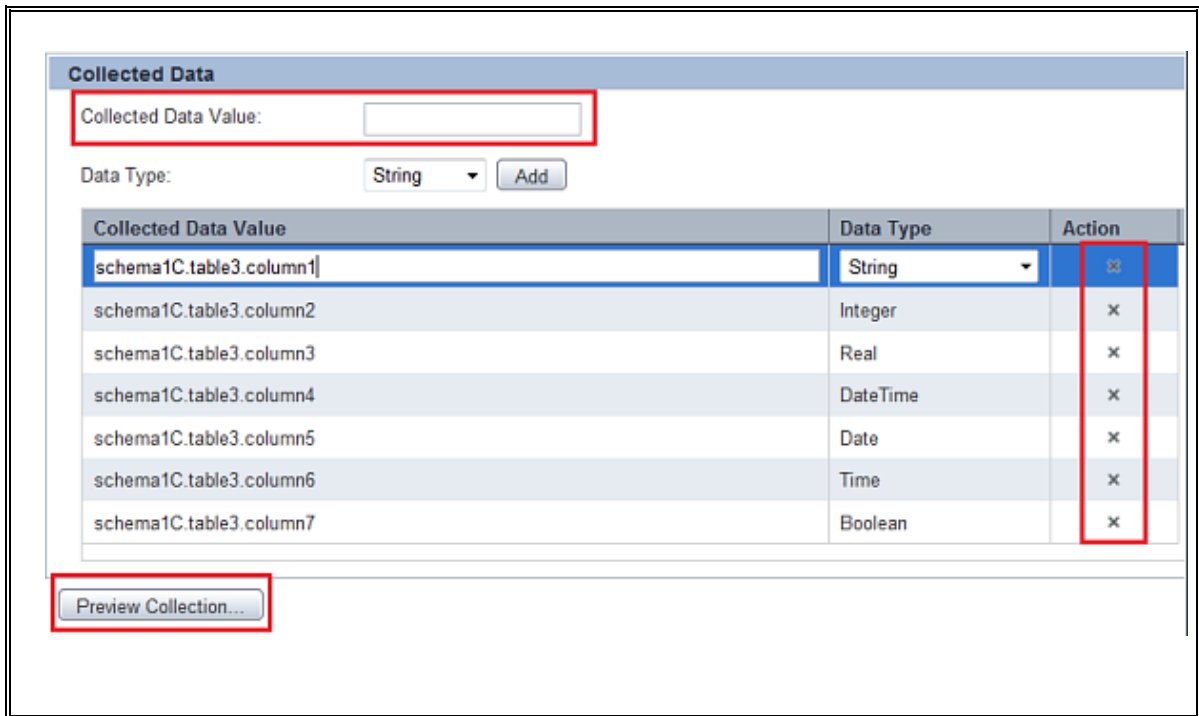 Collected Data
Collected Data Value:
Data Type: String Add
Collected Data Value Data Type Action
schema1C.table3.column1 String
schema1C.table3.column2 Integer
schema1C.table3.column3 Real
schema1C.table3.column4 DateTime
schema1C.table3.column5 Date
schema1C.table3.column6 Time
schema1C.table3.column7 Boolean
Preview Collection...